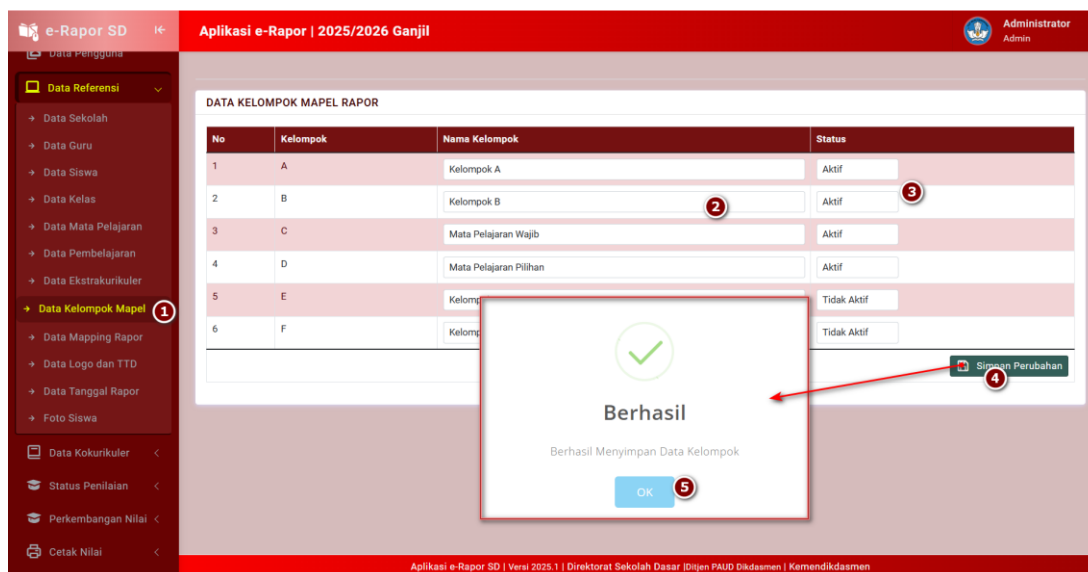 e-Rapor SD
Aplikasi e-Rapor | 2025/2026 Ganjil
Administrator
Admin
Data Pengguna
Data Referensi
Data Sekolah
Data Guru
Data Siswa
Data Kelas
Data Mata Pelajaran
Data Pembelajaran
Data Ekstrakurikuler
Data Kelompok Mapel
1
Data Mapping Rapor
Data Logo dan TTD
Data Tanggal Rapor
Foto Siswa
Data Kokurikuler
Status Penilaian
Perkembangan Nilai
Cetak Nilai
DATA KELOMPOK MAPEL RAPOR
No Kelompok Nama Kelompok Status
1 A Kelompok A Aktif
2 B Kelompok B 2 Aktif 3
3 C Mata Pelajaran Wajib Aktif
4 D Mata Pelajaran Pilihan Aktif
5 E Tidak Aktif
6 F Tidak Aktif
Simpan Perubahan
4
Berhasil
Berhasil Menyimpan Data Kelompok
OK 5
Aplikasi e-Rapor SD | Versi 2025.1 | Direktorat Sekolah Dasar |Ditjen PAUD Dikdasmen | Kemendikdasmen